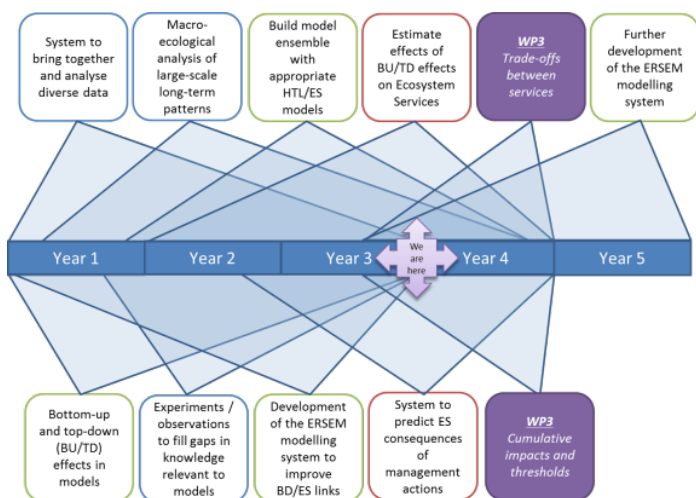 System to
bring together
and analyse
diverse data
Macro-
ecological
analysis of
large-scale
long-term
patterns
Build model
ensemble
with
appropriate
HTL/ES
models
Estimate
effects of
BU/TD effects
on Ecosystem
Services
WP3
Trade-offs
between
services
Further
development
of the ERSEM
modelling
system
Year 1
Year 2
Year 3
We
are
here
Year 4
Year 5
Bottom-up
and top-down
(BU/TD)
effects in
models
Experiments /
observations
to fill gaps in
knowledge
relevant to
models
Development
of the ERSEM
modelling
system to
improve
BD/ES links
System to
predict ES
consequences
of
management
actions
WP3
Cumulative
impacts and
thresholds